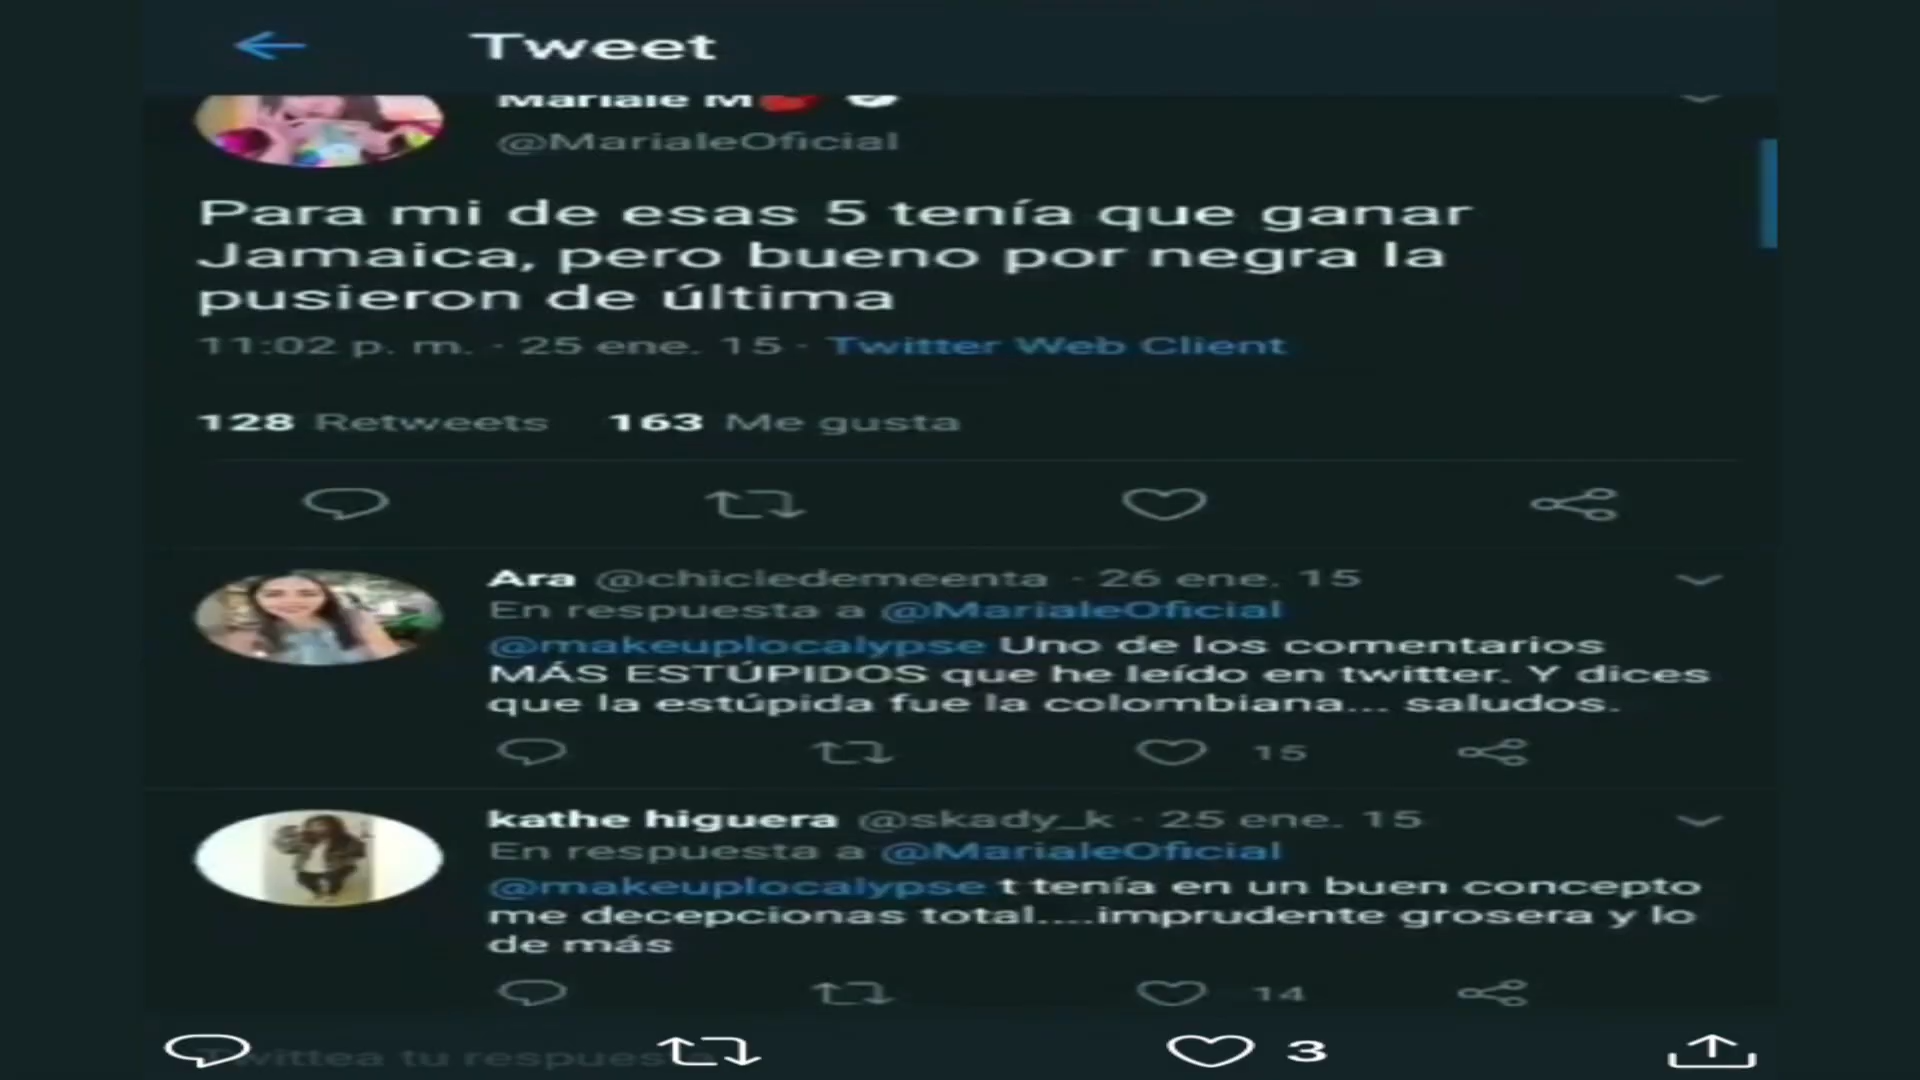 Tweet
Mariale M
@MarialeOficial
Para mi de esas 5 tenía que ganar
Jamaica, pero bueno por negra la
pusieron de última
11:02 p. m. · 25 ene. 15 · Twitter Web Client
128 Retweets 163 Me gusta
Ara @chicledemeenta · 26 ene. 15
En respuesta a @MarialeOficial
@makeuplocalypse Uno de los comentarios
MÁS ESTÚPIDOS que he leído en twitter. Y dices
que la estúpida fue la colombiana... saludos.
15
kathe higuera @skady_k · 25 ene. 15
En respuesta a @MarialeOficial
@makeuplocalypse t tenía en un buen concepto
me decepcionas total....imprudente grosera y lo
de más
14
Twittea tu respuesta
3